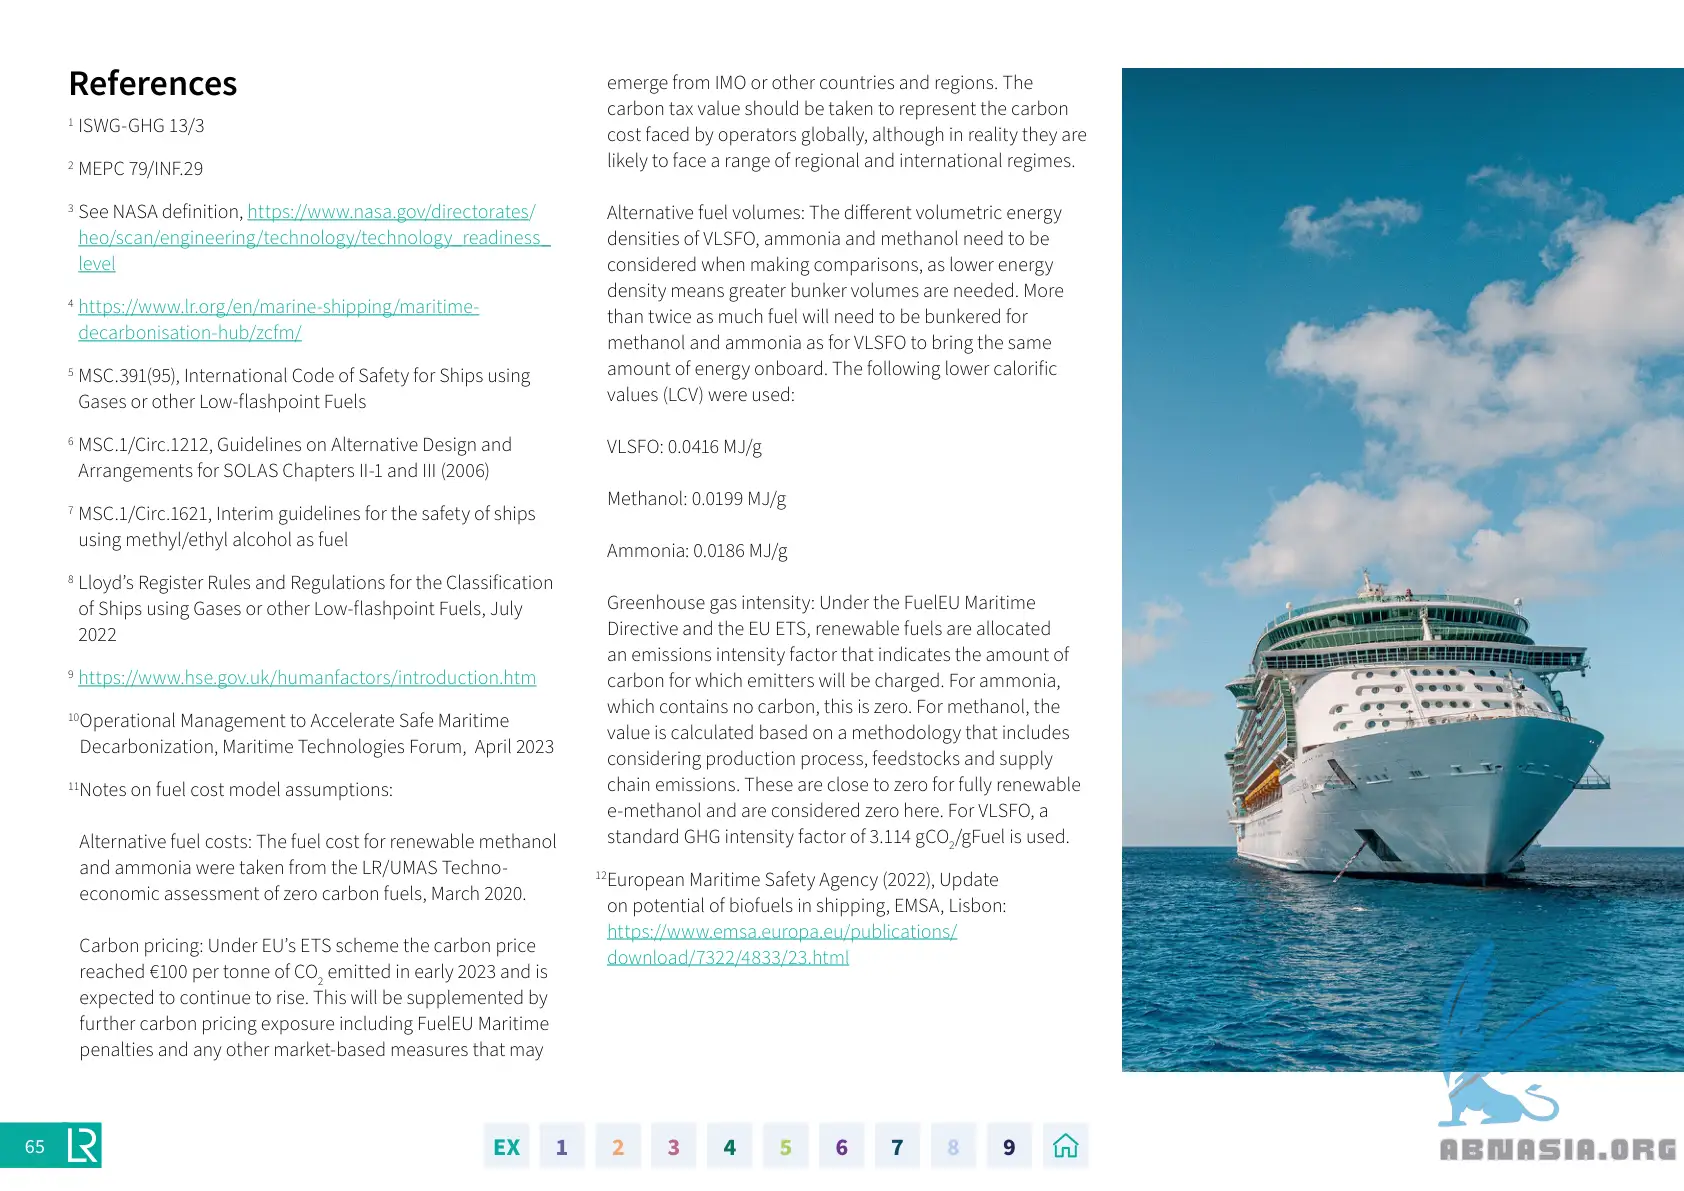 References
1 ISWG-GHG 13/3
2 MEPC 79/INF.29
3 See NASA definition, https://www.nasa.gov/directorates/
heo/scan/engineering/technology/technology_readiness_
level
4 https://www.lr.org/en/marine-shipping/maritime-
decarbonisation-hub/zcfm/
5 MSC.391(95), International Code of Safety for Ships using
Gases or other Low-flashpoint Fuels
6 MSC.1/Circ.1212, Guidelines on Alternative Design and
Arrangements for SOLAS Chapters II-1 and III (2006)
7 MSC.1/Circ.1621, Interim guidelines for the safety of ships
using methyl/ethyl alcohol as fuel
8 Lloyd’s Register Rules and Regulations for the Classification
of Ships using Gases or other Low-flashpoint Fuels, July
2022
9 https://www.hse.gov.uk/humanfactors/introduction.htm
10Operational Management to Accelerate Safe Maritime
Decarbonization, Maritime Technologies Forum, April 2023
11Notes on fuel cost model assumptions:
Alternative fuel costs: The fuel cost for renewable methanol
and ammonia were taken from the LR/UMAS Techno-
economic assessment of zero carbon fuels, March 2020.
Carbon pricing: Under EU’s ETS scheme the carbon price
reached €100 per tonne of CO2 emitted in early 2023 and is
expected to continue to rise. This will be supplemented by
further carbon pricing exposure including FuelEU Maritime
penalties and any other market-based measures that may
emerge from IMO or other countries and regions. The
carbon tax value should be taken to represent the carbon
cost faced by operators globally, although in reality they are
likely to face a range of regional and international regimes.
Alternative fuel volumes: The different volumetric energy
densities of VLSFO, ammonia and methanol need to be
considered when making comparisons, as lower energy
density means greater bunker volumes are needed. More
than twice as much fuel will need to be bunkered for
methanol and ammonia as for VLSFO to bring the same
amount of energy onboard. The following lower calorific
values (LCV) were used:
VLSFO: 0.0416 MJ/g
Methanol: 0.0199 MJ/g
Ammonia: 0.0186 MJ/g
Greenhouse gas intensity: Under the FuelEU Maritime
Directive and the EU ETS, renewable fuels are allocated
an emissions intensity factor that indicates the amount of
carbon for which emitters will be charged. For ammonia,
which contains no carbon, this is zero. For methanol, the
value is calculated based on a methodology that includes
considering production process, feedstocks and supply
chain emissions. These are close to zero for fully renewable
e-methanol and are considered zero here. For VLSFO, a
standard GHG intensity factor of 3.114 gCO2/gFuel is used.
12European Maritime Safety Agency (2022), Update
on potential of biofuels in shipping, EMSA, Lisbon:
https://www.emsa.europa.eu/publications/
download/7322/4833/23.html
65 LR
EX 1 2 3 4 5 6 7 8 9
ABNASIA.ORG